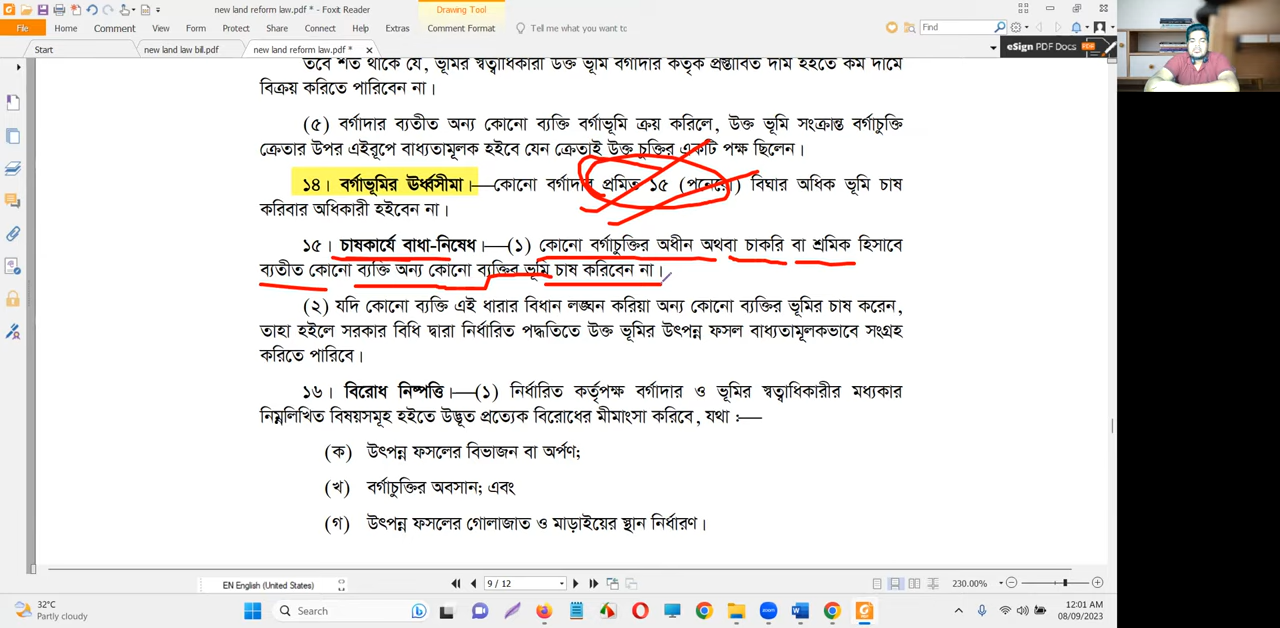 new land reform law.pdf * - Foxit Reader
Drawing Tool
File Home Comment View Form Protect Share Connect Help Extras Comment Format Tell me what you want to Find
Start new land law bill.pdf new land reform law.pdf *
eSign PDF Docs
তবে শর্ত থাকে যে, ভূমির স্বত্বাধিকারী উক্ত ভূমি বর্গাদার কর্তৃক প্রস্তাবিত দাম হইতে কম দামে
বিক্রয় করিতে পারিবেন না।
(৫) বর্গাদার ব্যতীত অন্য কোনো ব্যক্তি বর্গাভূমি ক্রয় করিলে, উক্ত ভূমি সংক্রান্ত বর্গাচুক্তি
ক্রেতার উপর এইরূপে বাধ্যতামূলক হইবে যেন ক্রেতাই উক্ত চুক্তির একটি পক্ষ ছিলেন।
১৪। বর্গাভূমির ঊর্ধ্বসীমা।—কোনো বর্গাদার প্রমিত ১৫ (পনেরো) বিঘার অধিক ভূমি চাষ
করিবার অধিকারী হইবেন না।
১৫। চাষকার্যে বাধা-নিষেধ।—(১) কোনো বর্গাচুক্তির অধীন অথবা চাকরি বা শ্রমিক হিসাবে
ব্যতীত কোনো ব্যক্তি অন্য কোনো ব্যক্তির ভূমি চাষ করিবেন না।
(২) যদি কোনো ব্যক্তি এই ধারার বিধান লঙ্ঘন করিয়া অন্য কোনো ব্যক্তির ভূমির চাষ করেন,
তাহা হইলে সরকার বিধি দ্বারা নির্ধারিত পদ্ধতিতে উক্ত ভূমির উৎপন্ন ফসল বাধ্যতামূলকভাবে সংগ্রহ
করিতে পারিবে।
১৬। বিরোধ নিষ্পত্তি।—(১) নির্ধারিত কর্তৃপক্ষ বর্গাদার ও ভূমির স্বত্বাধিকারীর মধ্যকার
নিম্নলিখিত বিষয়সমূহ হইতে উদ্ভূত প্রত্যেক বিরোধের মীমাংসা করিবে, যথা :—
(ক) উৎপন্ন ফসলের বিভাজন বা অর্পণ;
(খ) বর্গাচুক্তির অবসান; এবং
(গ) উৎপন্ন ফসলের গোলাজাত ও মাড়াইয়ের স্থান নির্ধারণ।
EN English (United States) 9 / 12 230.00%
32°C
Partly cloudy
Search
12:01 AM
08/09/2023